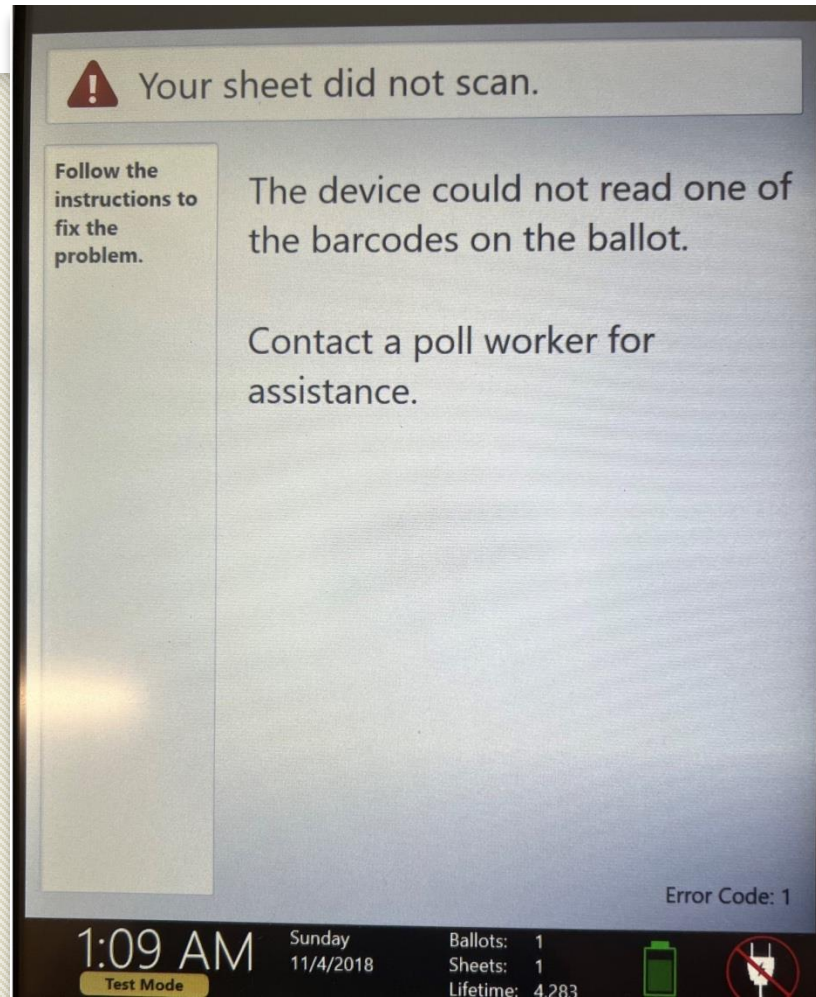 Your sheet did not scan.
Follow the
instructions to
fix the
problem.
The device could not read one of
the barcodes on the ballot.
Contact a poll worker for
assistance.
Error Code: 1
1:09 AM
Test Mode
Sunday
11/4/2018
Ballots: 1
Sheets: 1
Lifetime: 4,283